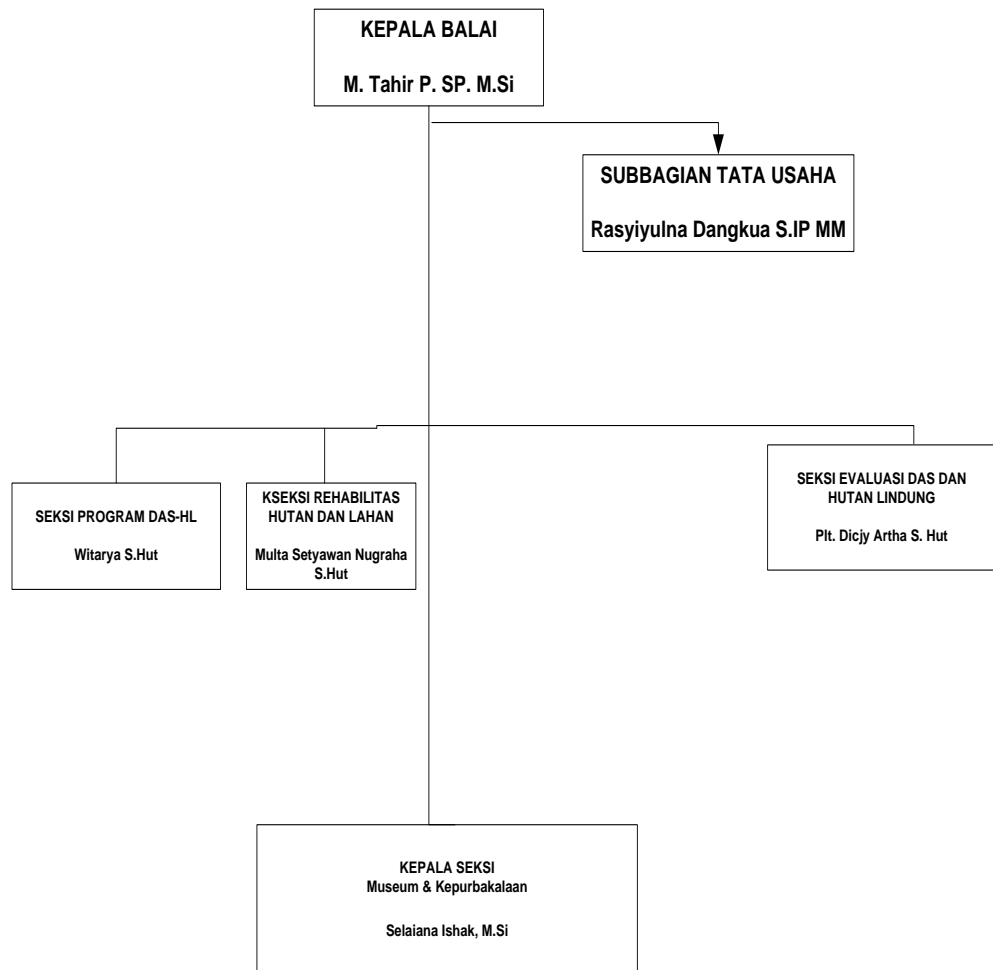 KEPALA BALAI
M. Tahir P. SP. M.Si
SUBBAGIAN TATA USAHA
Rasyiyulna Dangkua S.IP MM
SEKSI PROGRAM DAS-HL
Witarya S.Hut
KSEKSI REHABILITAS
HUTAN DAN LAHAN
Multa Setyawan Nugraha
S.Hut
SEKSI EVALUASI DAS DAN
HUTAN LINDUNG
Plt. Dicjy Artha S. Hut
KEPALA SEKSI
Museum & Kepurbakalaan
Selaiana Ishak, M.Si